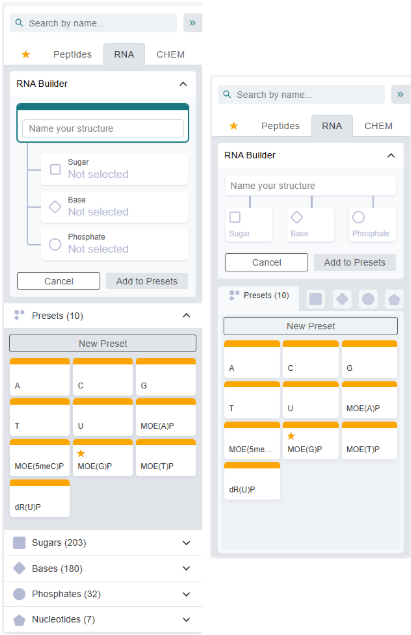 Search by name...
»
Peptides RNA CHEM
RNA Builder
Name your structure
Sugar
Not selected
Base
Not selected
Phosphate
Not selected
Cancel Add to Presets
Presets (10)
New Preset
A C G
T U MOE(A)P
MOE(5meC)P MOE(G)P MOE(T)P
dR(U)P
Sugars (203)
Bases (180)
Phosphates (32)
Nucleotides (7)
Search by name...
»
Peptides RNA CHEM
RNA Builder
Name your structure
Sugar Base Phosphate
Cancel Add to Presets
Presets (10)
New Preset
A C G
T U MOE(A)P
MOE(5me... MOE(G)P MOE(T)P
dR(U)P